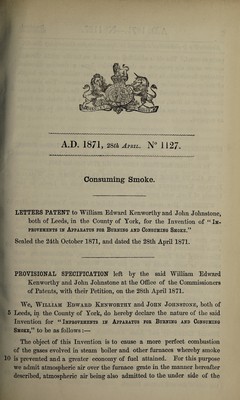 A.D. 1871, 28th APRIL. N° 1127.
Consuming Smoke.
LETTERS PATENT to William Edward Kenworthy and John Johnstone,
both of Leeds, in the County of York, for the Invention of "IM-
PROVEMENTS IN APPARATUS FOR BURNING AND CONSUMING SMOKE."
Sealed the 24th October 1871, and dated the 28th April 1871.
PROVISIONAL SPECIFICATION left by the said William Edward
Kenworthy and John Johnstone at the Office of the Commissioners
of Patents, with their Petition, on the 28th April 1871.
We, WILLIAM EDWARD KENWORTHY and JOHN JOHNSTONE, both of
5 Leeds, in the County of York, do hereby declare the nature of the said
Invention for "IMPROVEMENTS IN APPARATUS FOR BURNING AND CONSUMING
SMOKE," to be as follows:—
The object of this Invention is to cause a more perfect combustion
of the gases evolved in steam boiler and other furnaces whereby smoke
10 is prevented and a greater economy of fuel attained. For this purpose
we admit atmospheric air over the furnace grate in the manner hereafter
described, atmospheric air being also admitted to the under side of the